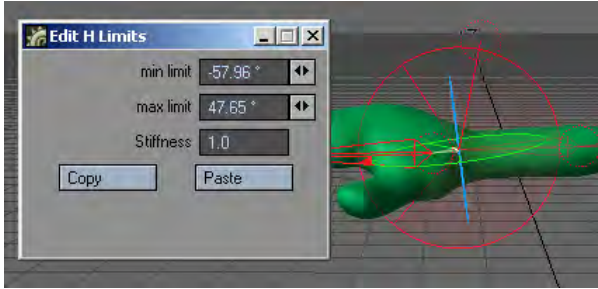 Edit H Limits
min limit -57.96 °
max limit 47.65 °
Stiffness 1.0
Copy Paste